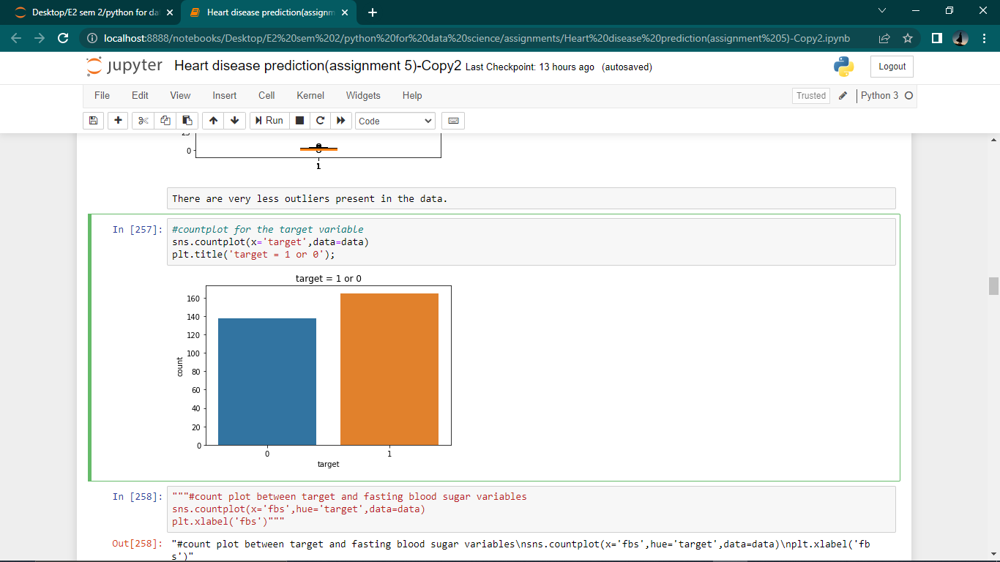 Desktop/E2 sem 2/python for da
Heart disease prediction(assignm
localhost:8888/notebooks/Desktop/E2%20sem%202/python%20for%20data%20science/assignments/Heart%20disease%20prediction(assignment%205)-Copy2.ipynb
jupyter Heart disease prediction(assignment 5)-Copy2 Last Checkpoint: 13 hours ago (autosaved)
Logout
File Edit View Insert Cell Kernel Widgets Help
Trusted Python 3
Run Code
25
0
1
There are very less outliers present in the data.
In [257]: #countplot for the target variable
sns.countplot(x='target',data=data)
plt.title('target = 1 or 0');
target = 1 or 0
160
140
120
100
80
60
40
20
0
count
0 1
target
In [258]: """#count plot between target and fasting blood sugar variables
sns.countplot(x='fbs',hue='target',data=data)
plt.xlabel('fbs')"""
Out[258]: "#count plot between target and fasting blood sugar variables\nsns.countplot(x='fbs',hue='target',data=data)\nplt.xlabel('fb
s')"